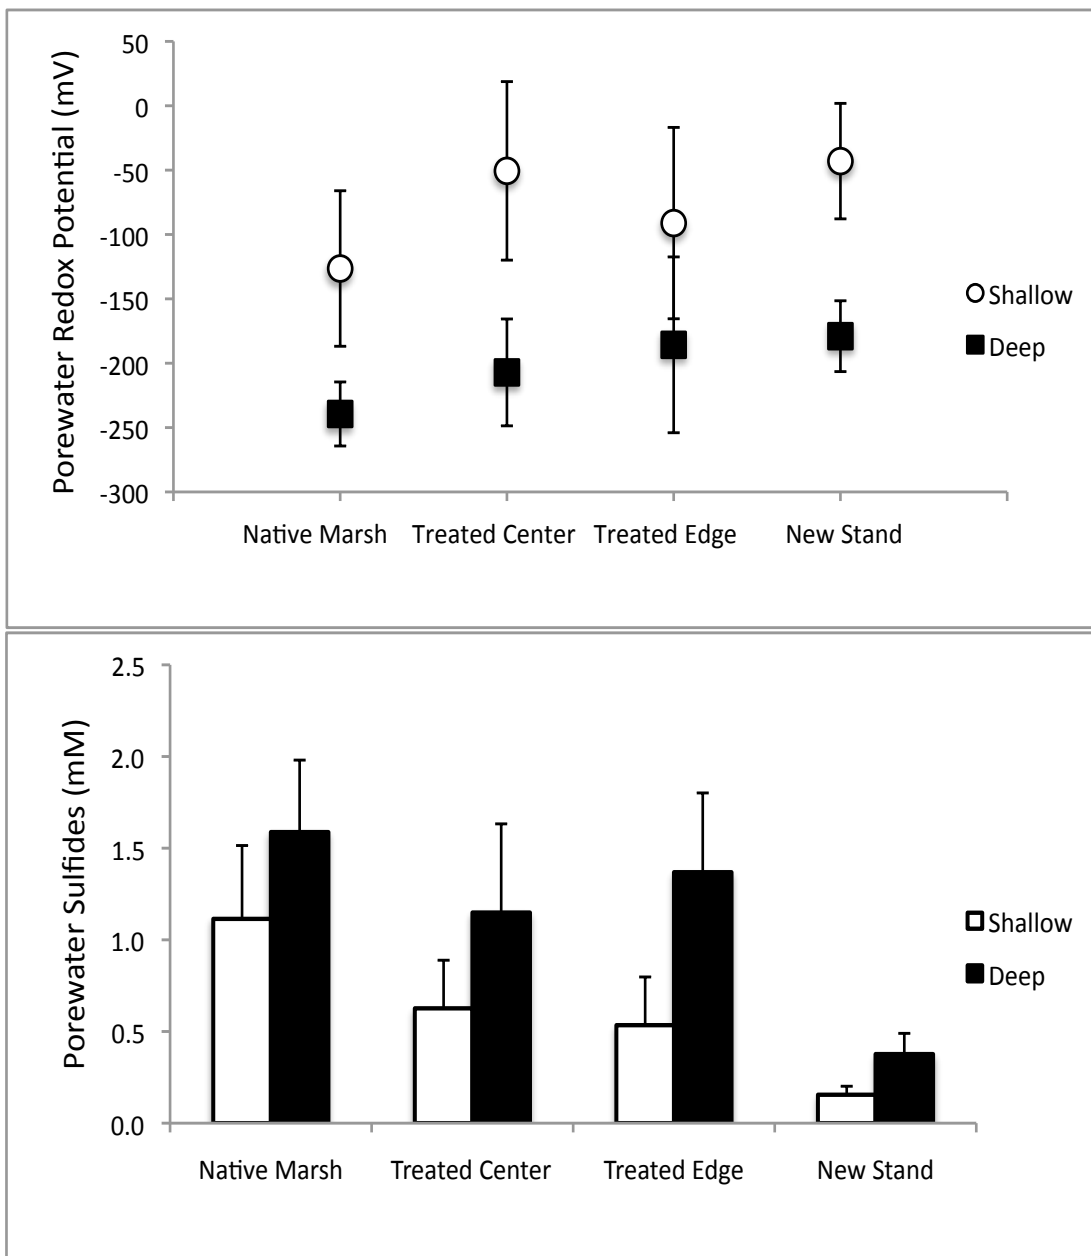 Porewater Redox Potential (mV)
50
0
-50
-100
-150
-200
-250
-300
Native Marsh Treated Center Treated Edge New Stand
Shallow
Deep
Porewater Sulfides (mM)
2.5
2.0
1.5
1.0
0.5
0.0
Native Marsh Treated Center Treated Edge New Stand
Shallow
Deep